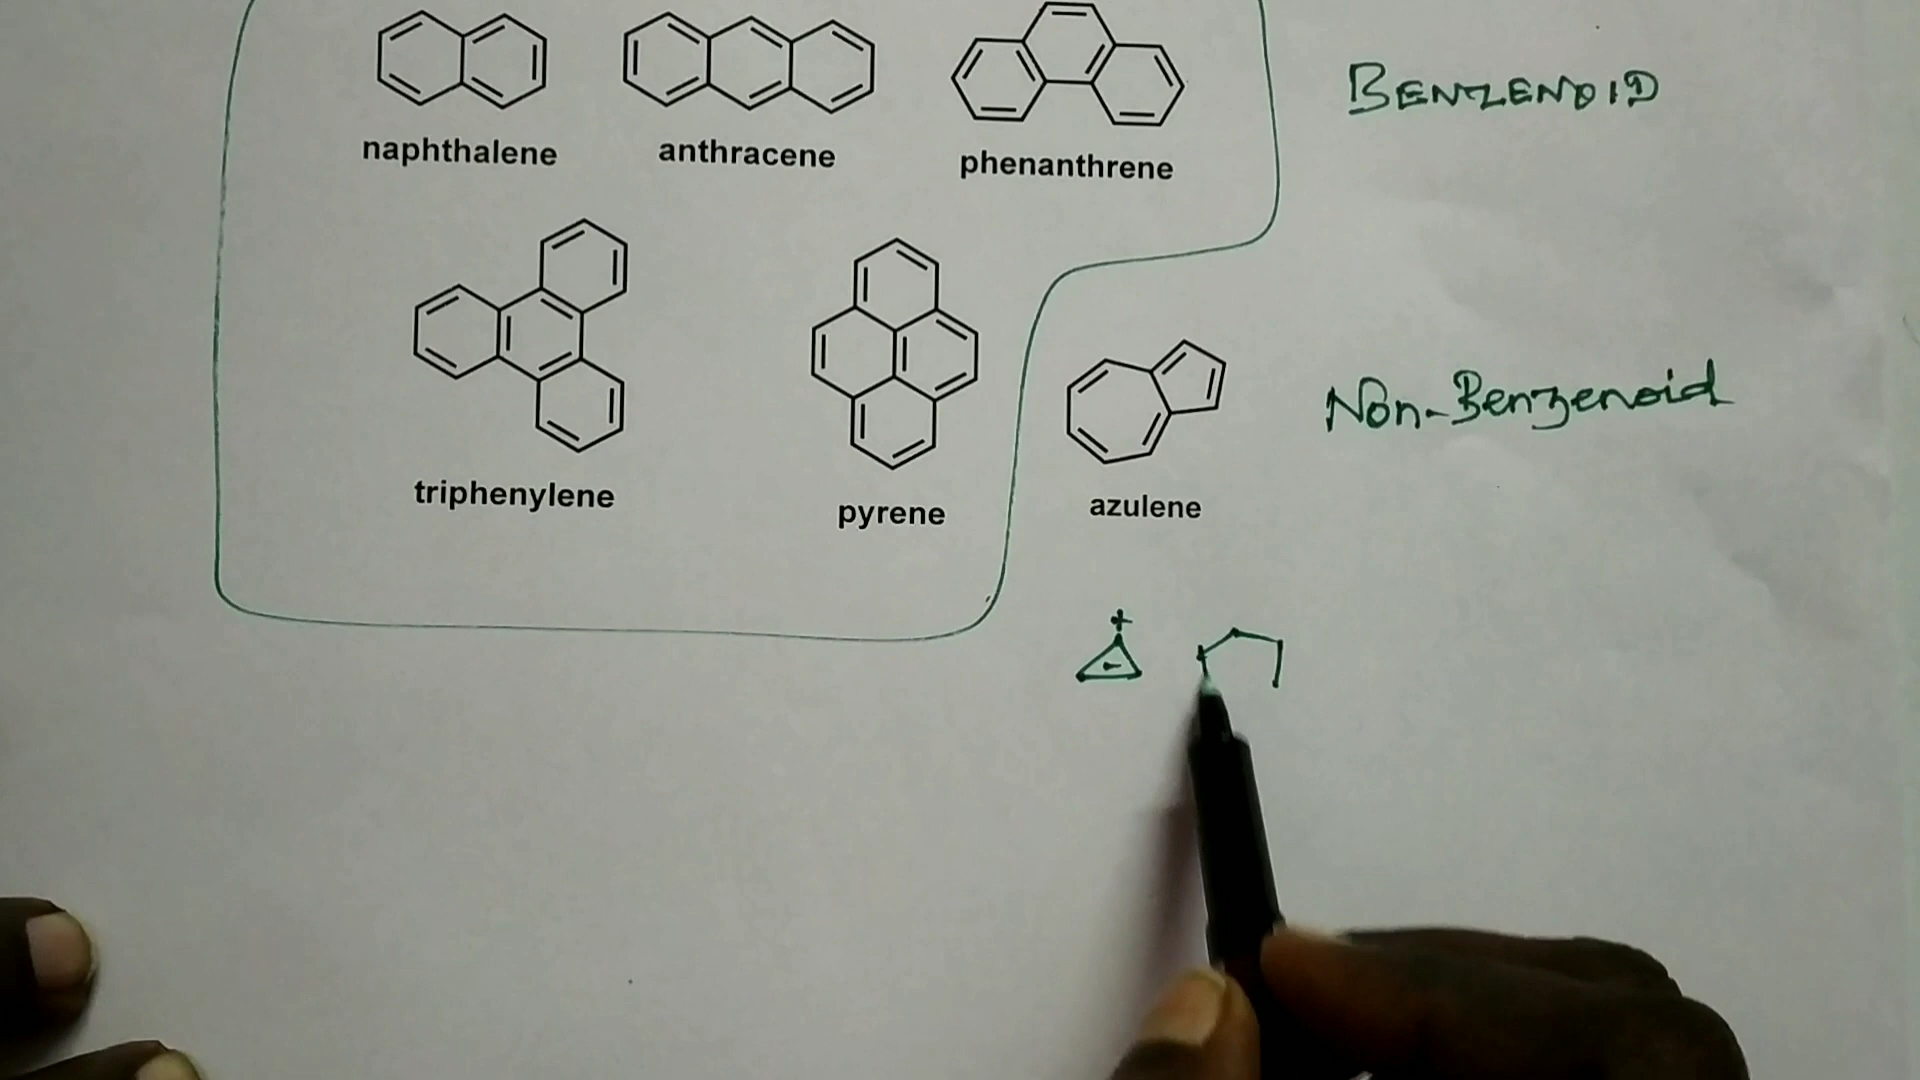 BENZENOID
naphthalene
anthracene
phenanthrene
Non-Benzenoid
triphenylene
pyrene
azulene
+